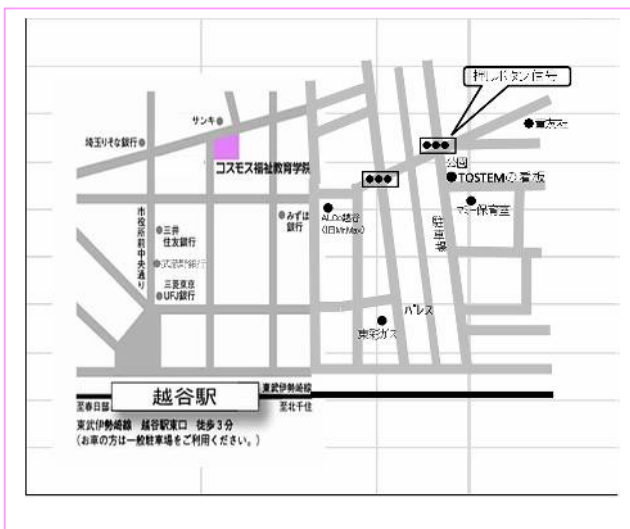 押しボタン信号
サンキ
埼玉りそな銀行
コスモス福祉教育学院
公園
TOSTEMの看板
マミー保育室
市役所前中央通り
三井
住友銀行
武蔵野銀行
三菱東京
UFJ銀行
みずほ
銀行
ALCo越谷
(旧Mr.Max)
駐車場
パレス
東彩ガス
越谷駅
東武伊勢崎線
至春日部
至北千住
東武伊勢崎線 越谷駅東口 徒歩3分
(お車の方は一般駐車場をご利用ください。)